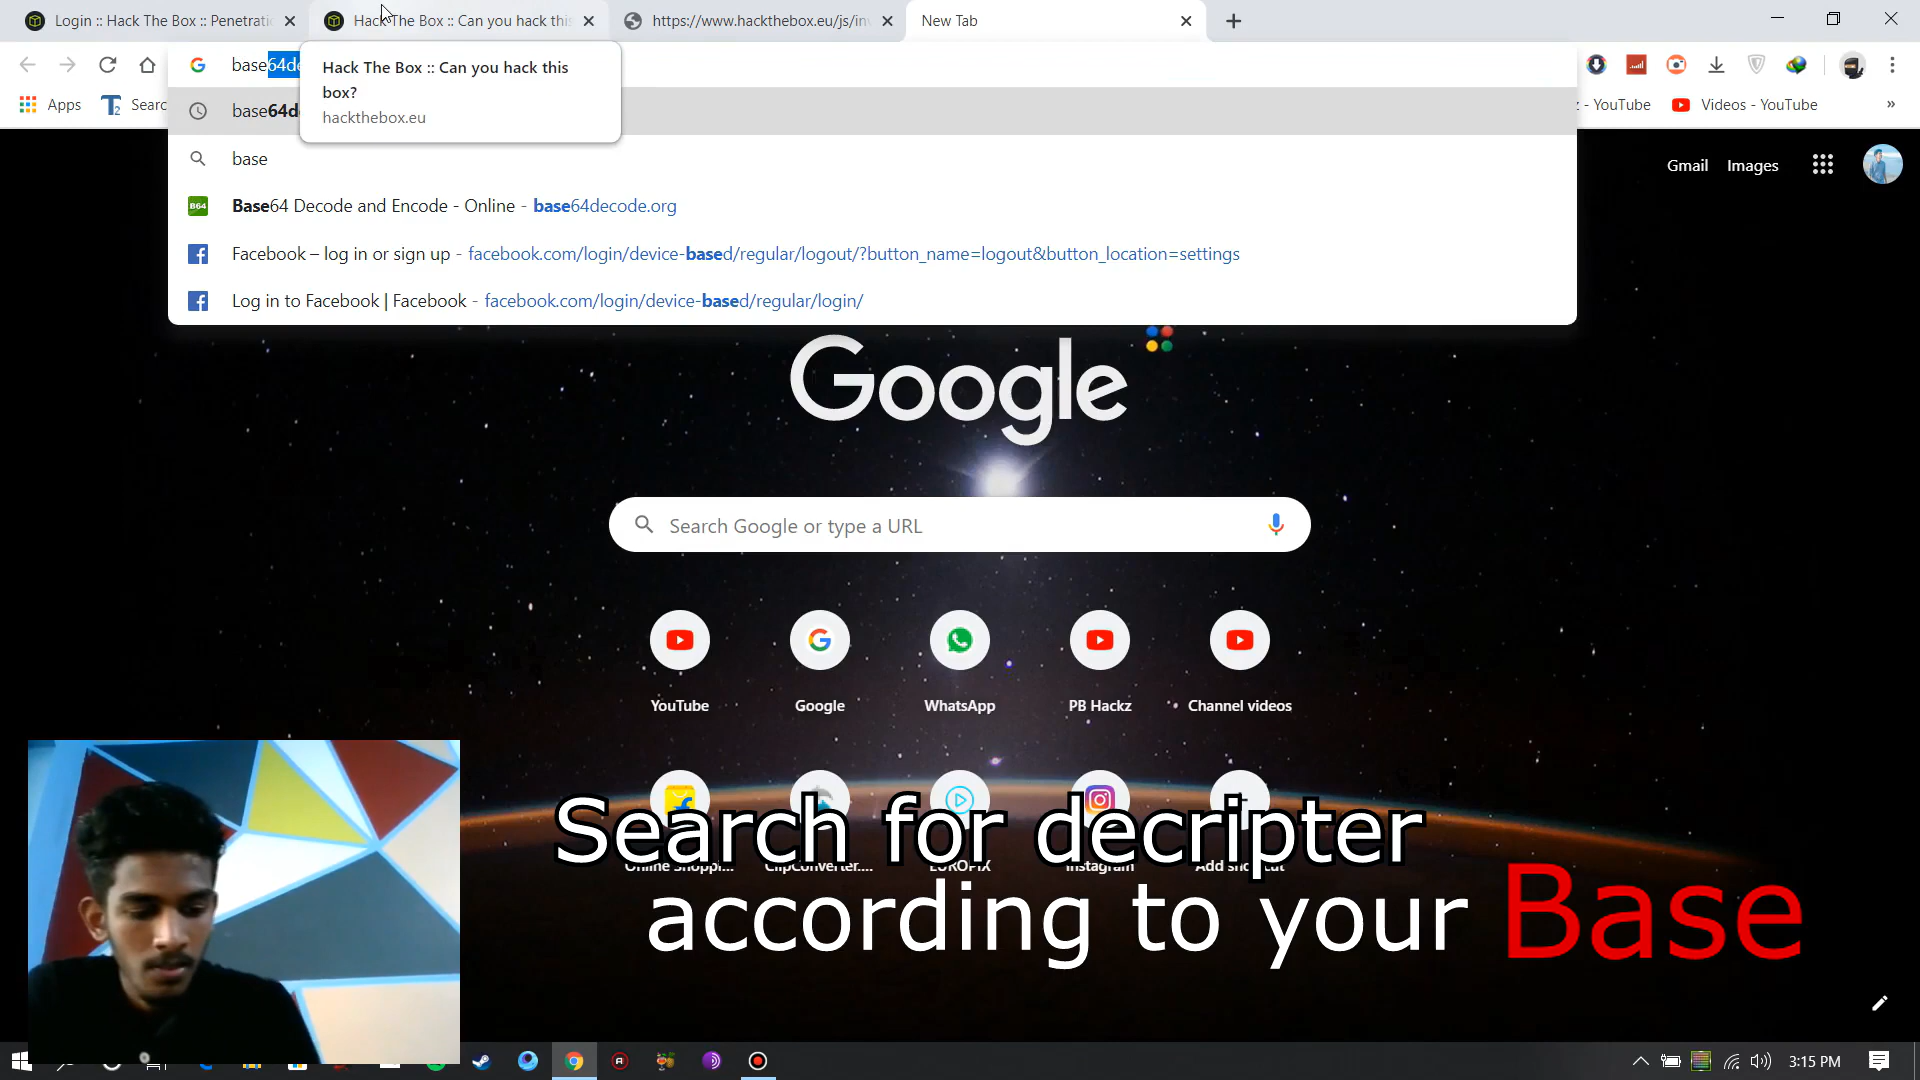 Login :: Hack The Box :: Penetratic
Hack The Box :: Can you hack this
https://www.hackthebox.eu/js/inv
New Tab
base64de
Hack The Box :: Can you hack this
box?
hackthebox.eu
Apps
Searc
- YouTube
Videos - YouTube
»
base64d
base
B64
Base64 Decode and Encode - Online - base64decode.org
Facebook – log in or sign up - facebook.com/login/device-based/regular/logout/?button_name=logout&button_location=settings
Log in to Facebook | Facebook - facebook.com/login/device-based/regular/login/
Gmail
Images
Google
Search Google or type a URL
YouTube
Google
WhatsApp
PB Hackz
Channel videos
Search for decripter
Online Shoppi...
ClipConverter....
EUROPIX
Instagram
Add shortcut
according to your Base
3:15 PM